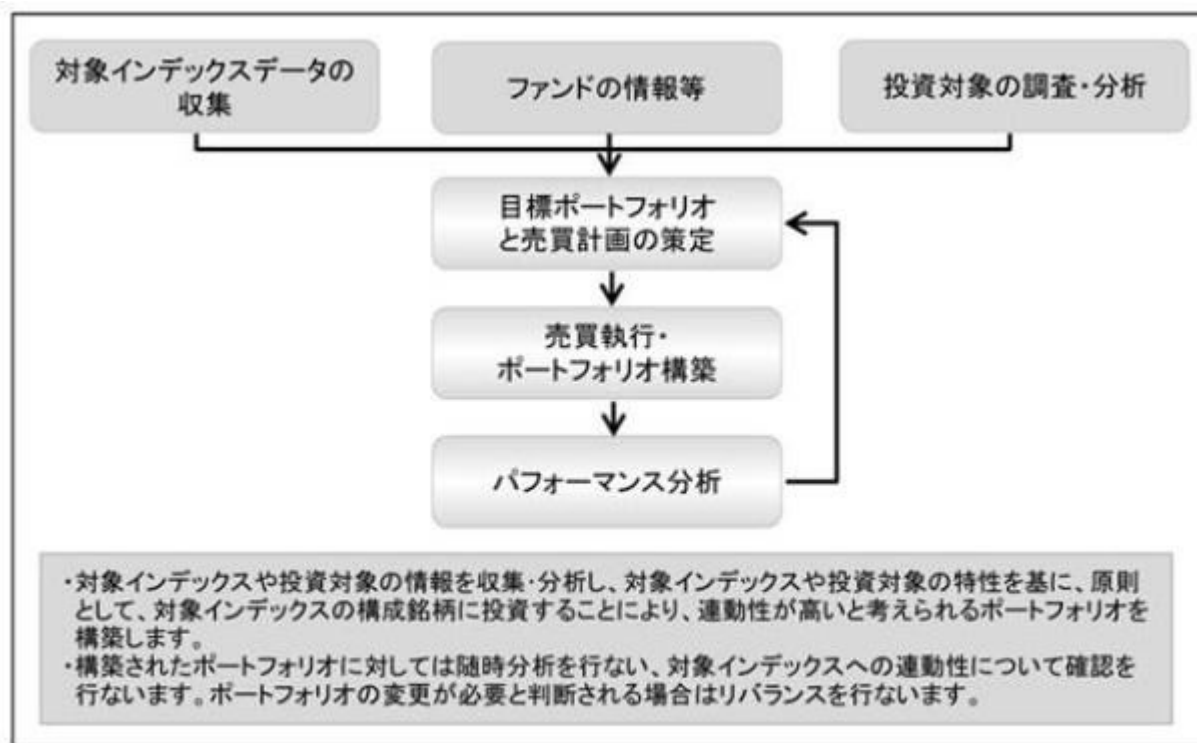 対象インデックスデータの
収集
ファンドの情報等
投資対象の調査・分析
目標ポートフォリオ
と売買計画の策定
売買執行・
ポートフォリオ構築
パフォーマンス分析
・対象インデックスや投資対象の情報を収集・分析し、対象インデックスや投資対象の特性を基に、原則
として、対象インデックスの構成銘柄に投資することにより、連動性が高いと考えられるポートフォリオを
構築します。
・構築されたポートフォリオに対しては随時分析を行ない、対象インデックスへの連動性について確認を
行ないます。ポートフォリオの変更が必要と判断される場合はリバランスを行ないます。